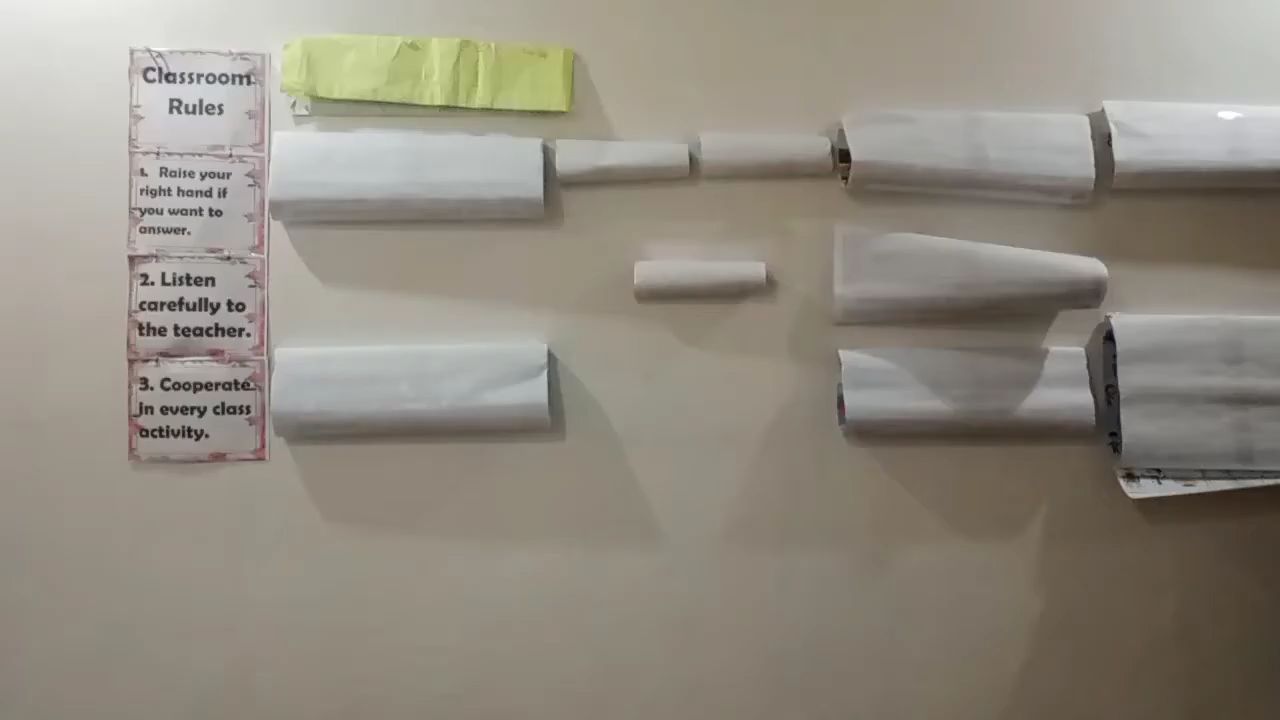 Classroom
Rules
1. Raise your
right hand if
you want to
answer.
2. Listen
carefully to
the teacher.
3. Cooperate
in every class
activity.